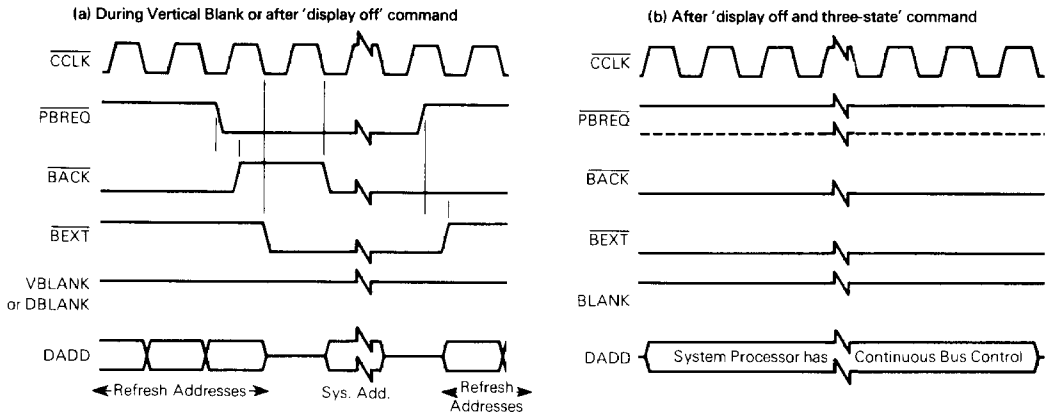 (a) During Vertical Blank or after 'display off' command
CCLK
PBREQ
BACK
BEXT
VBLANK
or DBLANK
DADD
Refresh Addresses
Sys. Add.
Refresh
Addresses
(b) After 'display off and three-state' command
CCLK
PBREQ
BACK
BEXT
BLANK
DADD
System Processor has
Continuous Bus Control